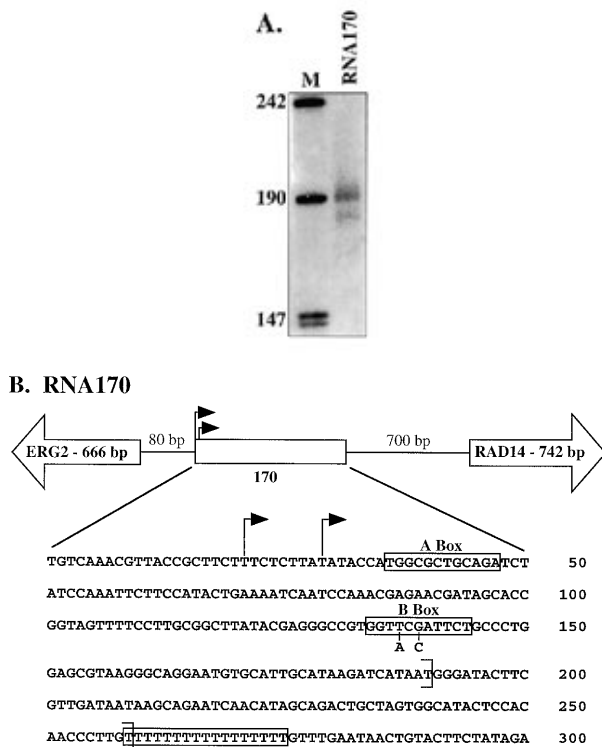 A.
M
RNA170
242
190
147
B. RNA170
ERG2 - 666 bp
80 bp
170
700 bp
RAD14 - 742 bp
A Box
TGTCAAACGTTACCGCTTCTTTCTCTTATATACCATGGCGCTGCAGATCT 50
ATCCAAATTCTTCCATACTGAAAATCAATCCAAACGAGAACGATAGCACC 100
B Box
GGTAGTTTTCCTTGCGGCTTATACGAGGGCCGTGGTTCGATTCTGCCCTG 150
A C
GAGCGTAAGGGCAGGAATGTGCATTGCATAAGATCATAATGGGATACTTC 200
GTTGATAATAAGCAGAATCAACATAGCAGACTGCTAGTGGCATACTCCAC 250
AACCCTTGTTTTTTTTTTTTTTTTTGTTTGAATAACTGTACTTCTATAGA 300